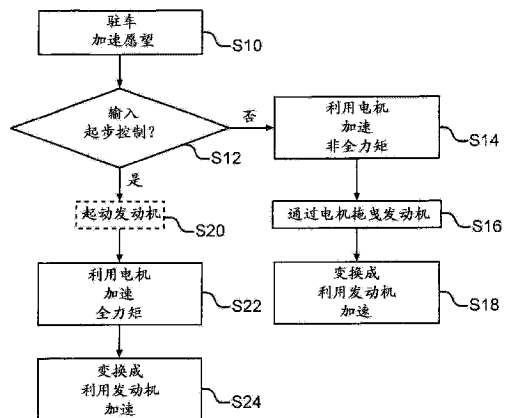 驻车
加速愿望
S10
输入
起步控制?
S12
否
是
利用电机
加速
非全力矩
S14
起动发动机
S20
通过电机拖曳发动机
S16
利用电机
加速
全力矩
S22
变换成
利用发动机
加速
S18
变换成
利用发动机
加速
S24